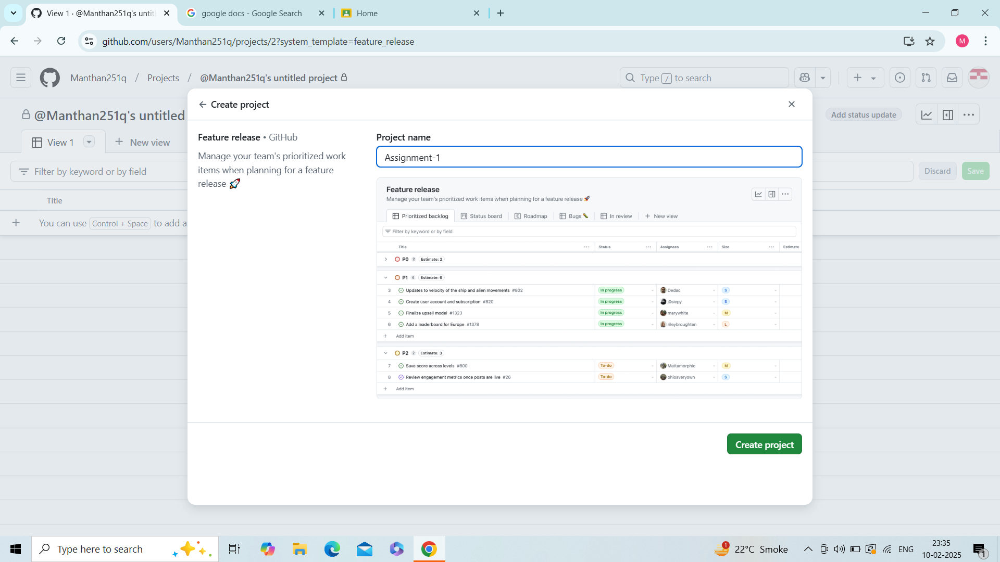 View 1 · @Manthan251q's untitl
google docs - Google Search
Home
github.com/users/Manthan251q/projects/2?system_template=feature_release
M
Manthan251q / Projects / @Manthan251q's untitled project
Type / to search
@Manthan251q's untitled
Add status update
View 1
New view
Filter by keyword or by field
Discard
Save
Title
You can use Control + Space to add a
Create project
Feature release • GitHub
Manage your team's prioritized work
items when planning for a feature
release 🚀
Project name
Assignment-1
Feature release
Manage your team's prioritized work items when planning for a feature release 🚀
Prioritized backlog
Status board
Roadmap
Bugs 🐛
In review
New view
Filter by keyword or by field
Title
Status
Assignees
Size
Estimate
P0 2 Estimate: 2
P1 4 Estimate: 6
3 Updates to velocity of the ship and alien movements #802 In progress Dedac S
4 Create user account and subscription #820 In progress j0siepy S
5 Finalize upsell model #1323 In progress marywhite M
6 Add a leaderboard for Europe #1378 In progress rileybroughten L
+ Add item
P2 2 Estimate: 3
7 Save score across levels #800 To-do Mattamorphic M
8 Review engagement metrics once posts are live #26 To-do ohiosveryown S
+ Add item
Create project
Type here to search
1
22°C Smoke
ENG
23:35
10-02-2025
1